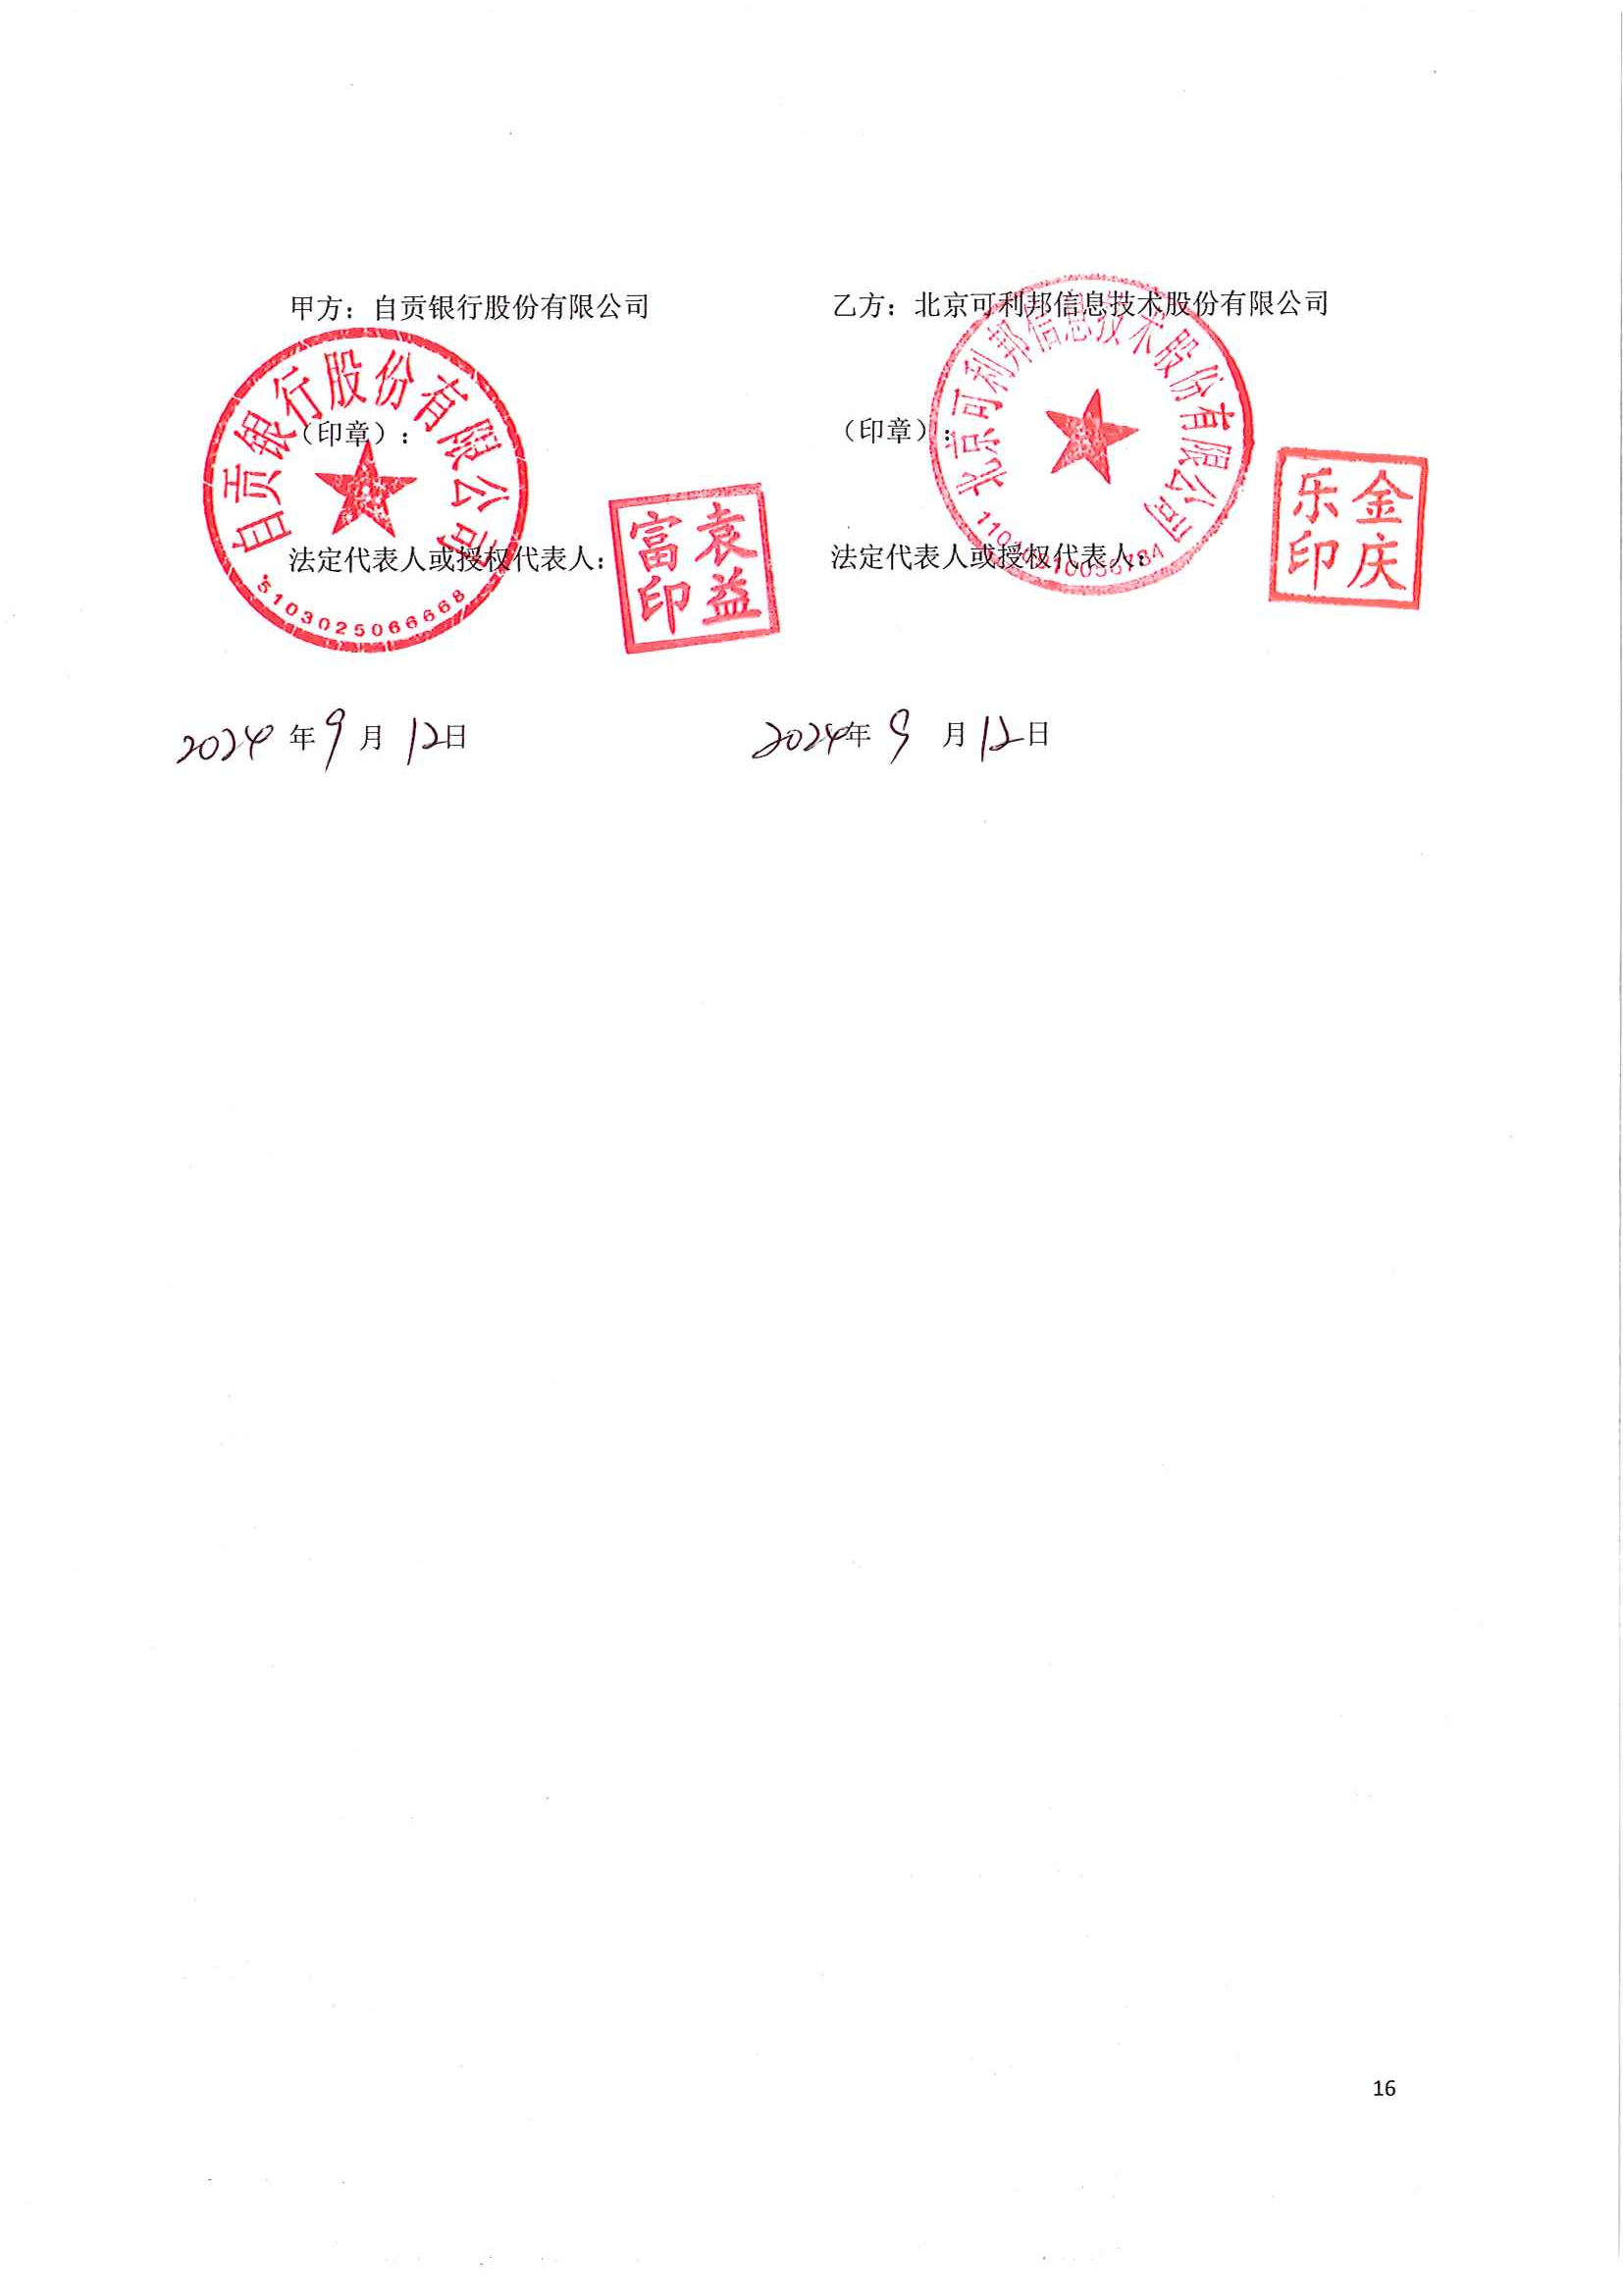 甲方：自贡银行股份有限公司
（印章）：
自贡银行股份有限公司
5103025066668
法定代表人或授权代表人：
袁益
富印
2024年9月12日
乙方：北京可利邦信息技术股份有限公司
（印章）：
北京可利邦信息技术股份有限公司
法定代表人或授权代表人：
金庆
乐印
2024年9月12日
16